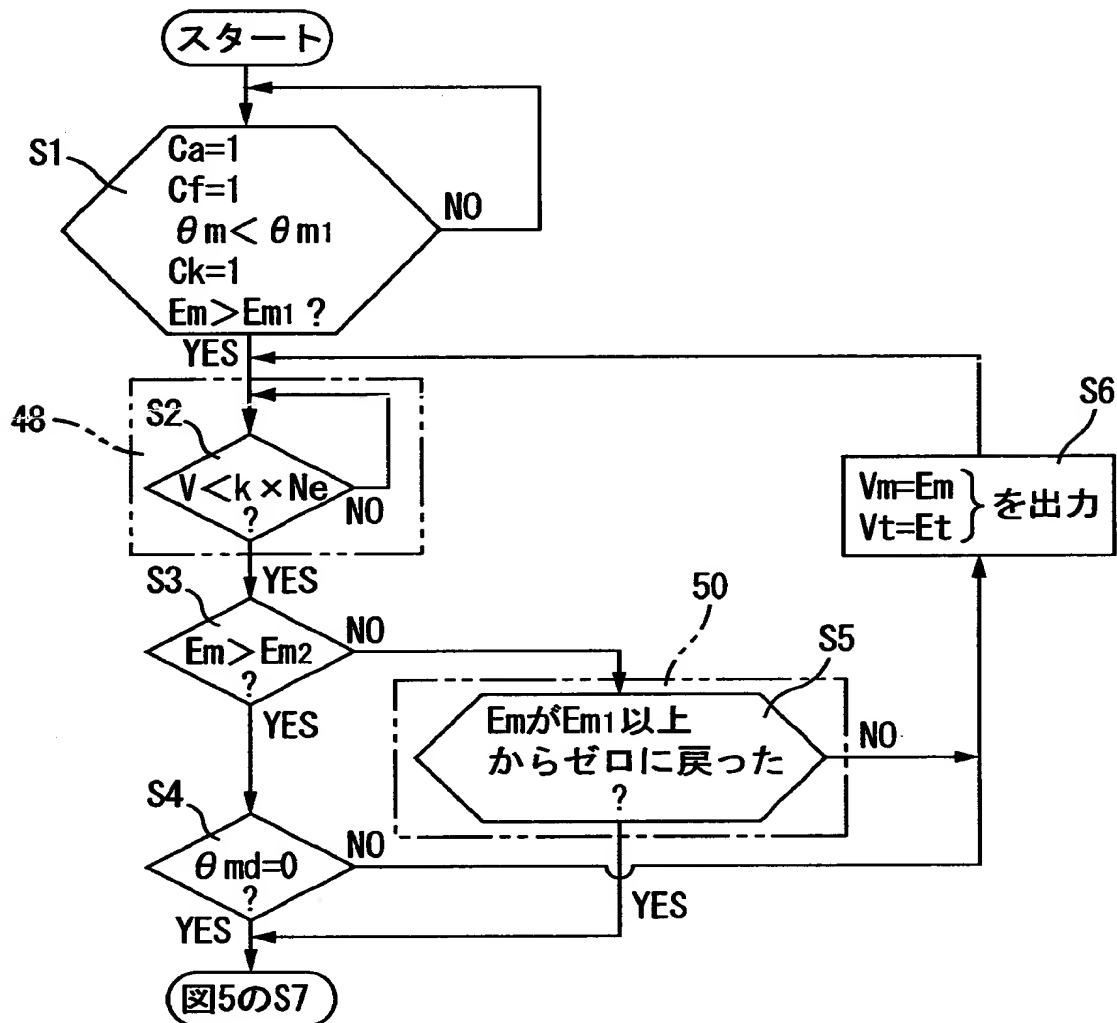 スタート
S1
Ca=1
Cf=1
θm<θm1
Ck=1
Em>Em1 ?
NO
YES
48
S2
V<k×Ne
?
NO
YES
S6
Vm=Em
Vt=Et
を出力
S3
Em>Em2
?
NO
YES
50
S5
EmがEm1以上
からゼロに戻った
?
NO
YES
S4
θmd=0
?
NO
YES
図5のS7